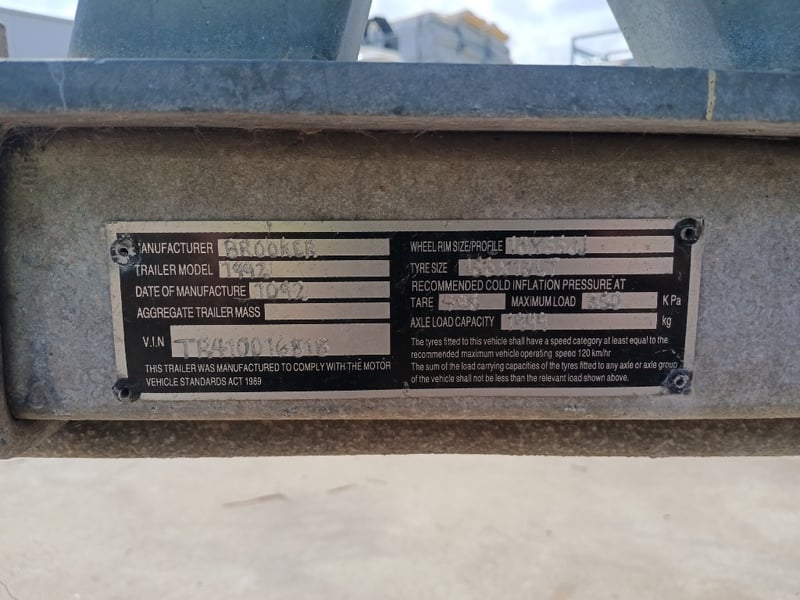 MANUFACTURER BROOKER
TRAILER MODEL 1992
DATE OF MANUFACTURE 1092
AGGREGATE TRAILER MASS
V.I.N
THIS TRAILER WAS MANUFACTURED TO COMPLY WITH THE MOTOR
VEHICLE STANDARDS ACT 1989
WHEEL RIM SIZE/PROFILE
TYRE SIZE
RECOMMENDED COLD INFLATION PRESSURE AT
TARE MAXIMUM LOAD KPa
AXLE LOAD CAPACITY kg
The tyres fitted to this vehicle shall have a speed category at least equal to the
recommended maximum vehicle operating speed 120 km/hr
The sum of the load carrying capacities of the tyres fitted to any axle or axle group
of the vehicle shall not be less than the relevant load shown above.